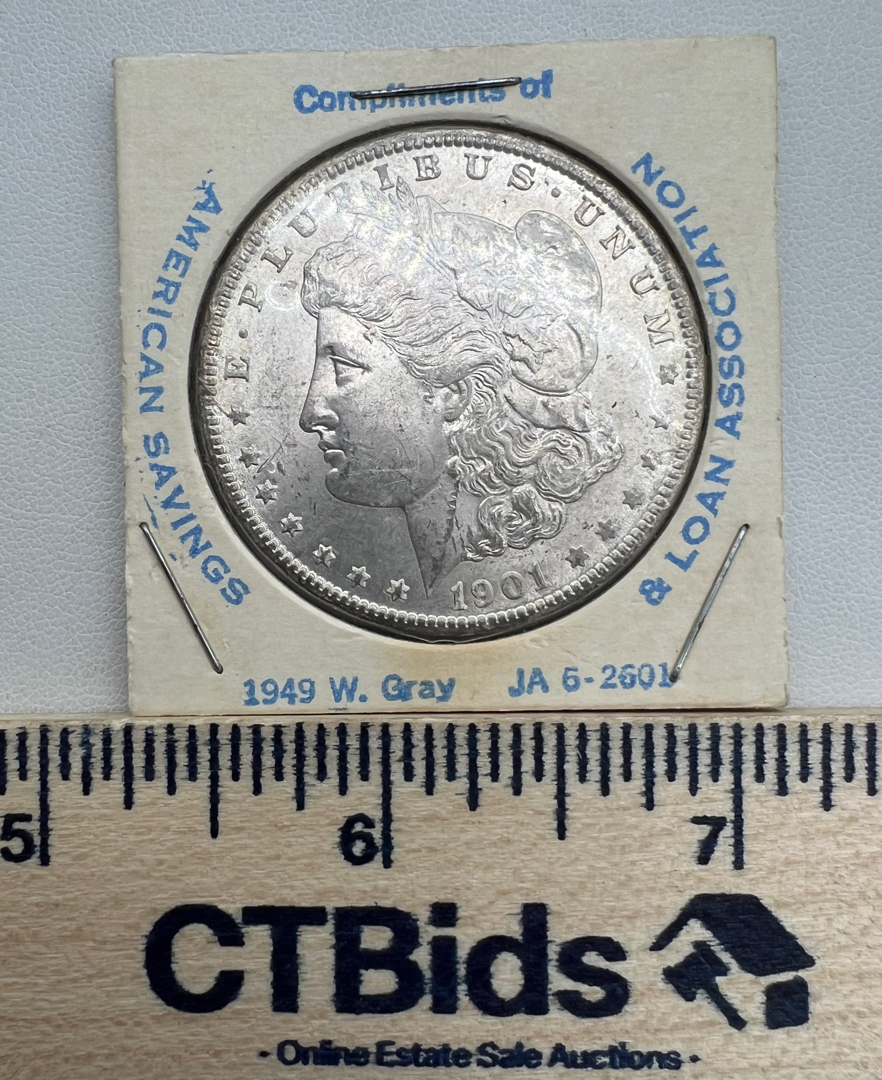 Compliments of
AMERICAN SAVINGS
& LOAN ASSOCIATION
E·PLURIBUS·UNUM
1901
1949 W. Gray JA 6-2601
5 6 7
CTBids
· Online Estate Sale Auctions ·